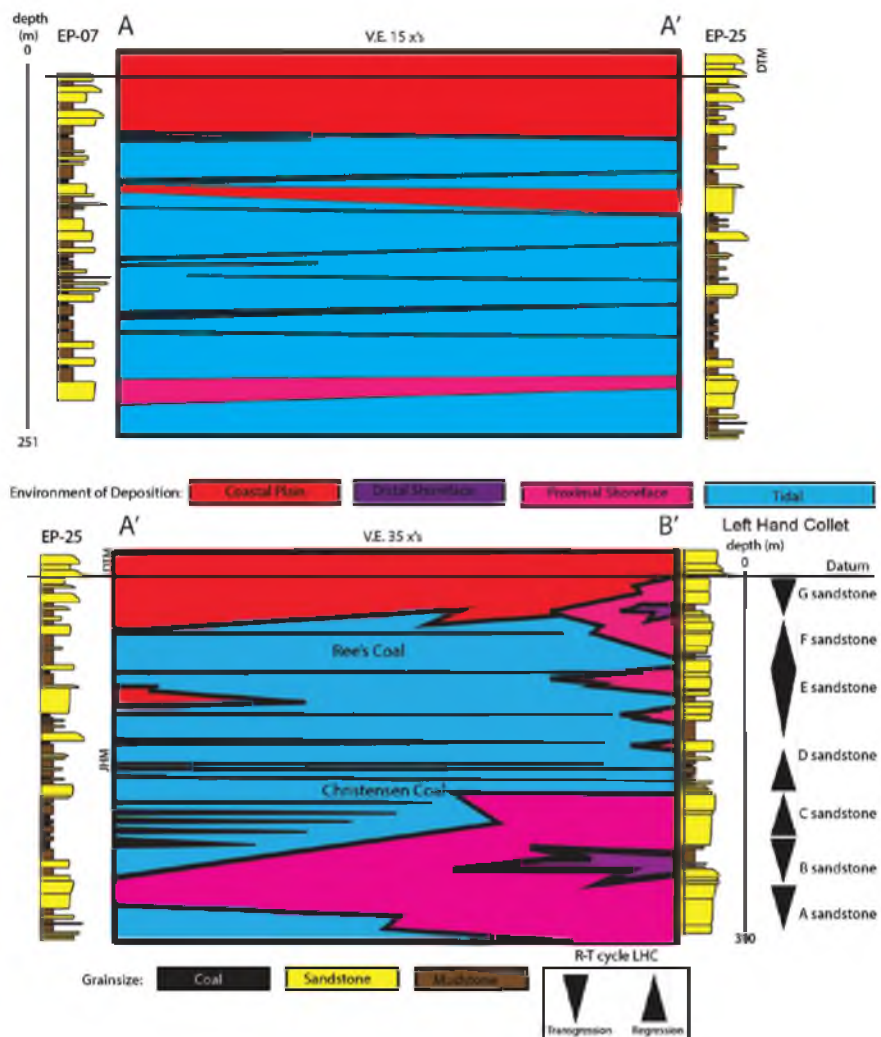 depth
(m)
0
EP-07
A
V.E. 15 x's
A'
EP-25
DTM
251
Environment of Deposition:
Coastal Plain
Distal Shoreface
Proximal Shoreface
Tidal
EP-25
A'
V.E. 35 x's
B'
Left Hand Collet
depth (m)
0
Datum
DTM
JHM
Ree's Coal
Christensen Coal
G sandstone
F sandstone
E sandstone
D sandstone
C sandstone
B sandstone
A sandstone
Grainsize:
Coal
Sandstone
Mudstone
R-T cycle LHC
Transgression
Regression